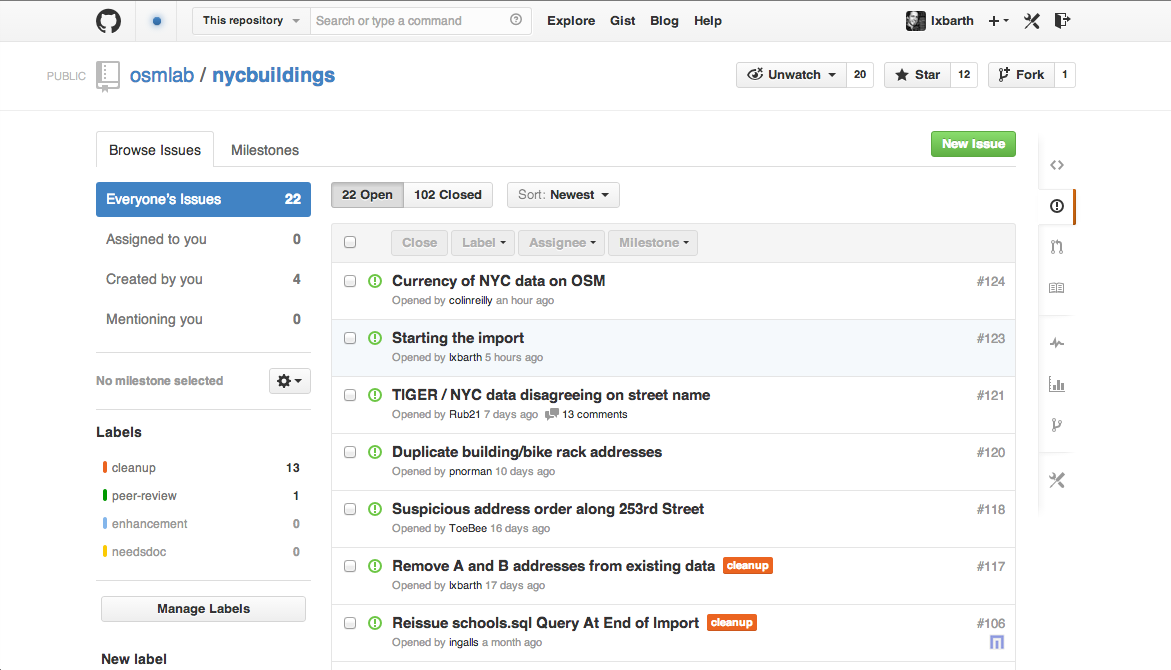 This repository Search or type a command Explore Gist Blog Help lxbarth
PUBLIC osmlab / nycbuildings Unwatch 20 Star 12 Fork 1
Browse Issues Milestones New Issue
Everyone's Issues 22
Assigned to you 0
Created by you 4
Mentioning you 0
No milestone selected
Labels
cleanup 13
peer-review 1
enhancement 0
needsdoc 0
Manage Labels
New label
22 Open 102 Closed Sort: Newest
Close Label Assignee Milestone
Currency of NYC data on OSM #124
Opened by colinreilly an hour ago
Starting the import #123
Opened by lxbarth 5 hours ago
TIGER / NYC data disagreeing on street name #121
Opened by Rub21 7 days ago 13 comments
Duplicate building/bike rack addresses #120
Opened by pnorman 10 days ago
Suspicious address order along 253rd Street #118
Opened by ToeBee 16 days ago
Remove A and B addresses from existing data cleanup #117
Opened by lxbarth 17 days ago
Reissue schools.sql Query At End of Import cleanup #106
Opened by ingalls a month ago